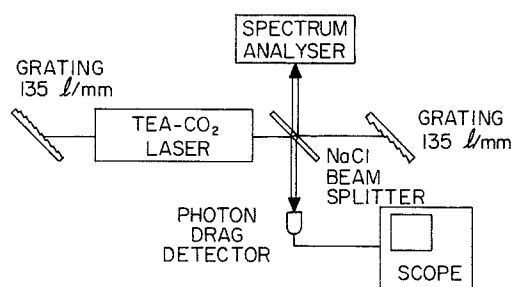 SPECTRUM
ANALYSER
GRATING
135 l/mm
TEA-CO₂
LASER
GRATING
135 l/mm
NaCl
BEAM
SPLITTER
PHOTON
DRAG
DETECTOR
SCOPE